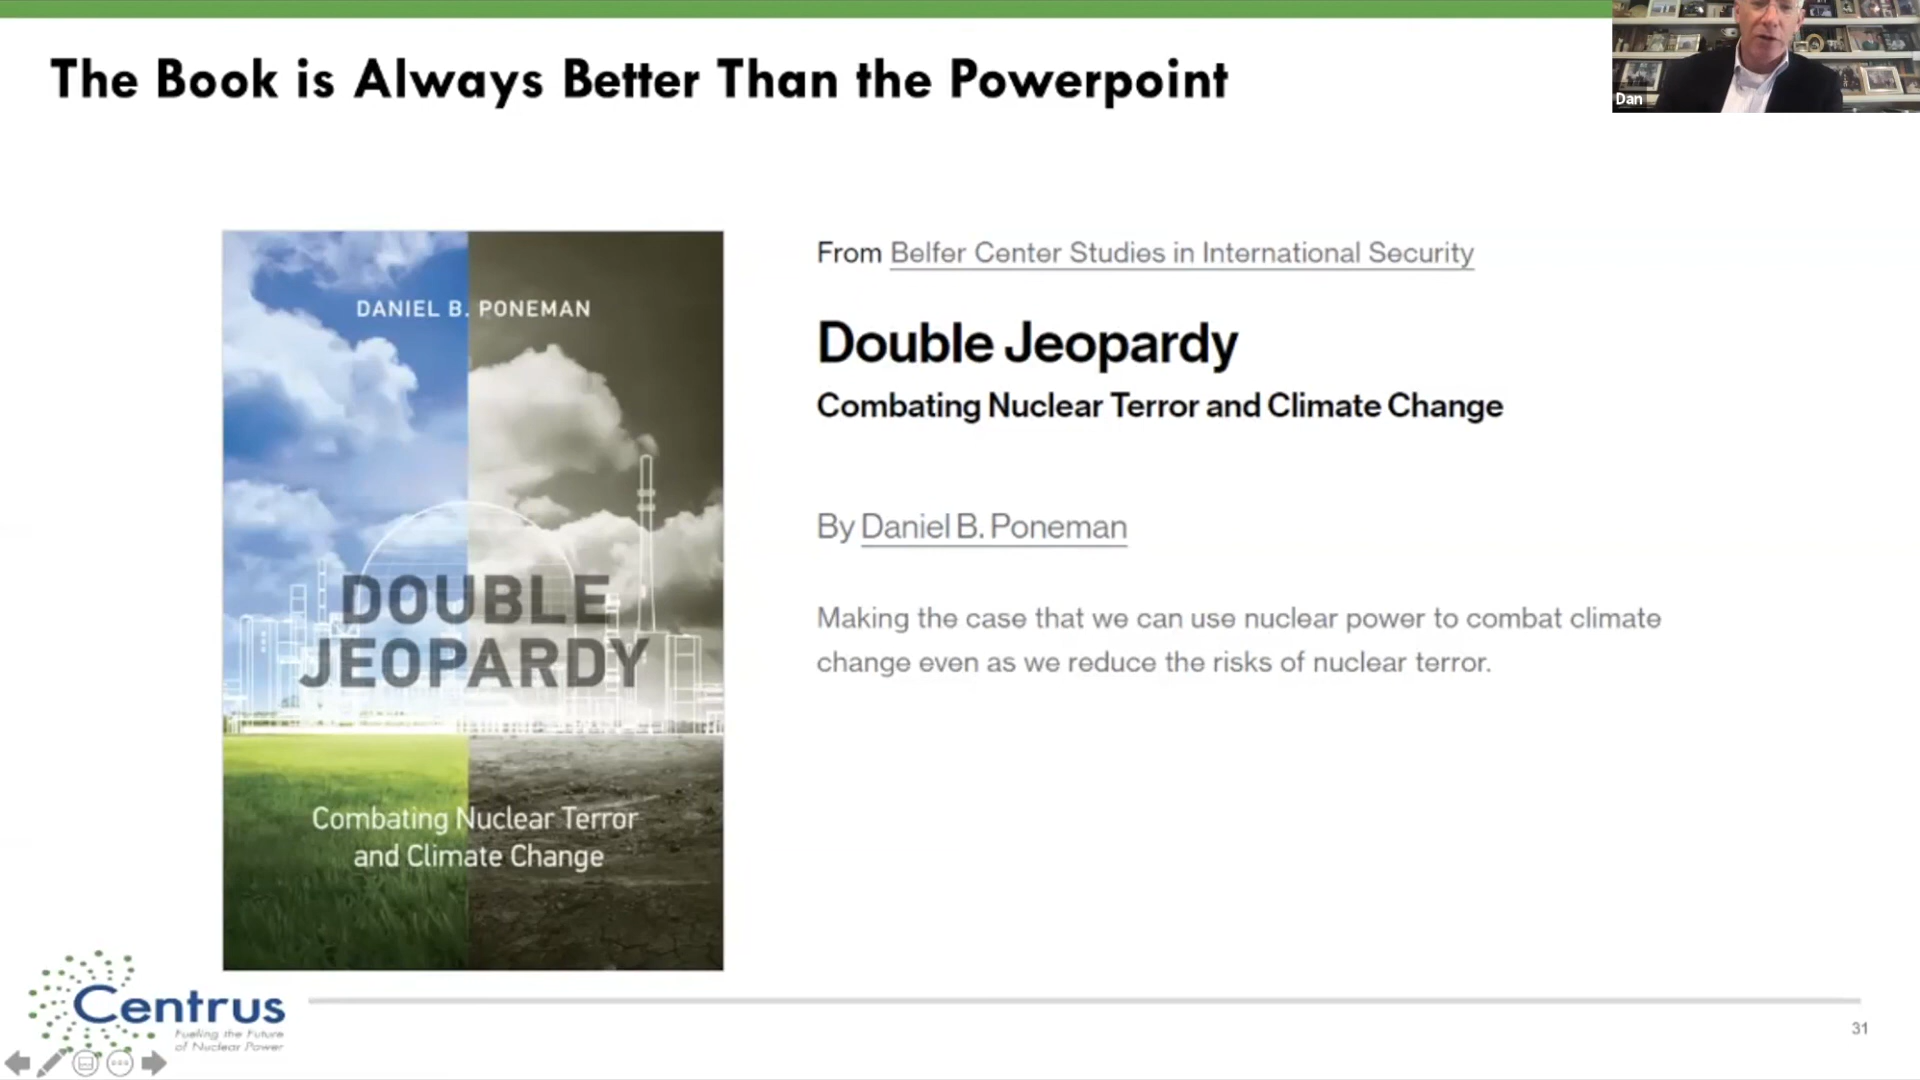 The Book is Always Better Than the Powerpoint
Dan
DANIEL B. PONEMAN
DOUBLE
JEOPARDY
Combating Nuclear Terror
and Climate Change
From Belfer Center Studies in International Security
Double Jeopardy
Combating Nuclear Terror and Climate Change
By Daniel B. Poneman
Making the case that we can use nuclear power to combat climate
change even as we reduce the risks of nuclear terror.
Centrus
Fueling the Future
of Nuclear Power
31